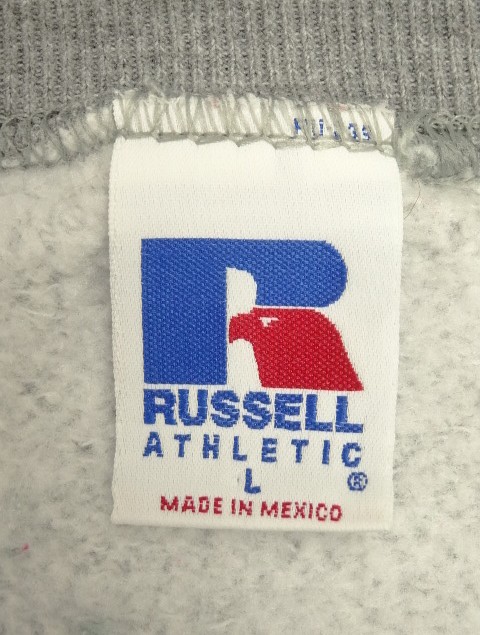 RUSSELL
ATHLETIC
L ®
MADE IN MEXICO